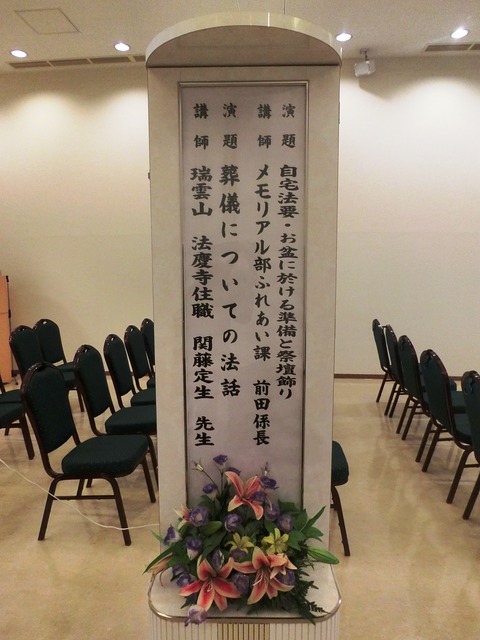 演題 自宅法要・お盆に於ける準備と祭壇飾り
講師 メモリアル部ふれあい課 前田係長
演題 葬儀についての法話
講師 瑞雲山 法慶寺住職 関藤定生 先生